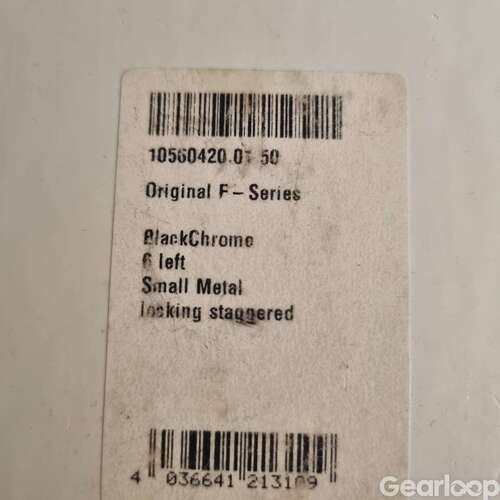 10560420.01 50
Original F-Series
BlackChrome
6 left
Small Metal
locking staggered
4 036641 213109
Gearloop